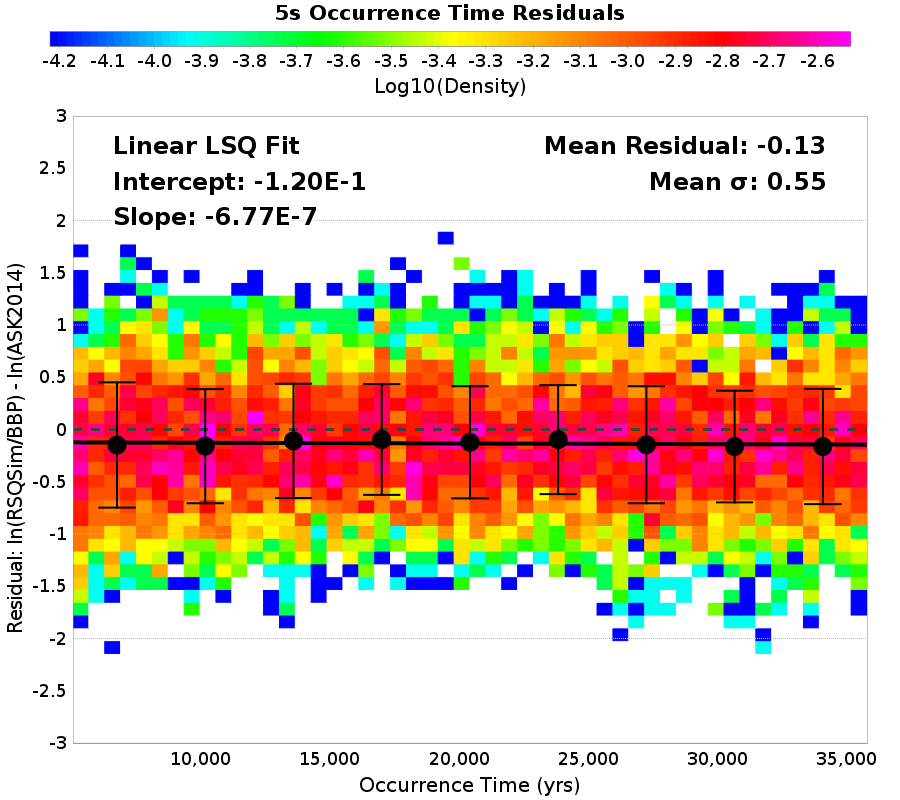 5s Occurrence Time Residuals
-4.2 -4.1 -4.0 -3.9 -3.8 -3.7 -3.6 -3.5 -3.4 -3.3 -3.2 -3.1 -3.0 -2.9 -2.8 -2.7 -2.6
Log10(Density)
Linear LSQ Fit
Intercept: -1.20E-1
Slope: -6.77E-7
Mean Residual: -0.13
Mean σ: 0.55
Residual: ln(RSQSim/BBP) - ln(ASK2014)
3
2.5
2
1.5
1
0.5
0
-0.5
-1
-1.5
-2
-2.5
-3
10,000 15,000 20,000 25,000 30,000 35,000
Occurrence Time (yrs)